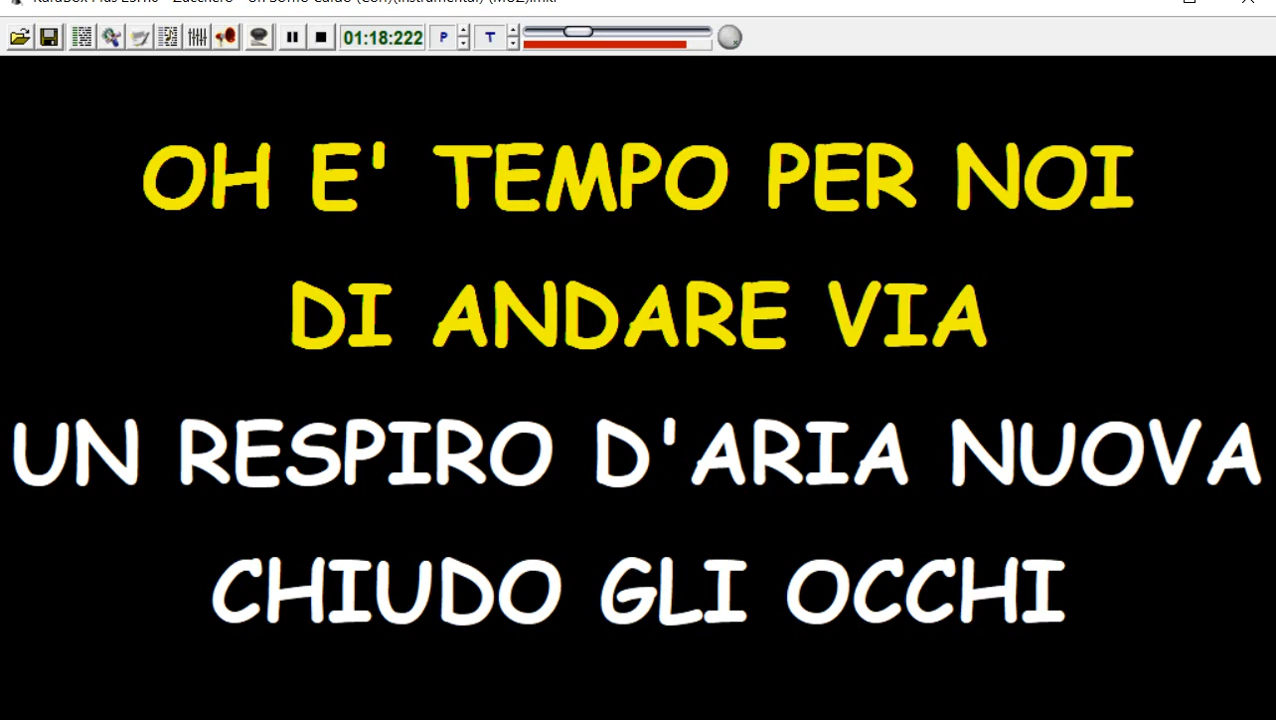 01:18:222
P
T
OH E' TEMPO PER NOI
DI ANDARE VIA
UN RESPIRO D'ARIA NUOVA
CHIUDO GLI OCCHI